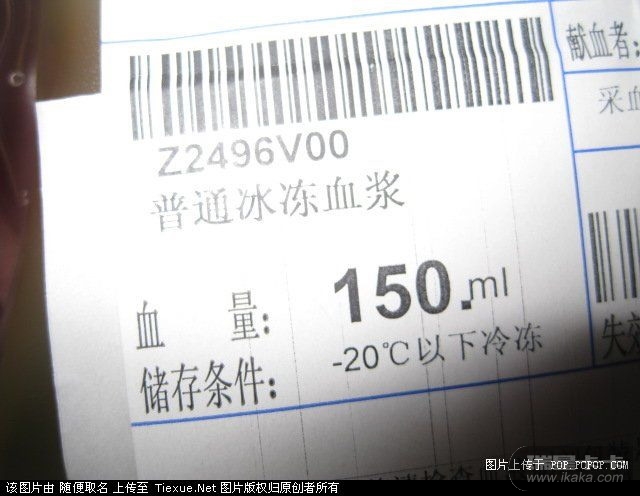 献血者:
采血
Z2496V00
普通冰冻血浆
血 量: 150.ml
储存条件: -20℃以下冷冻
失效
图片上传于 POP.PCPOP.COM
www.ikaka.com
该图片由 随便取名 上传至 Tiexue.Net 图片版权归原创者所有